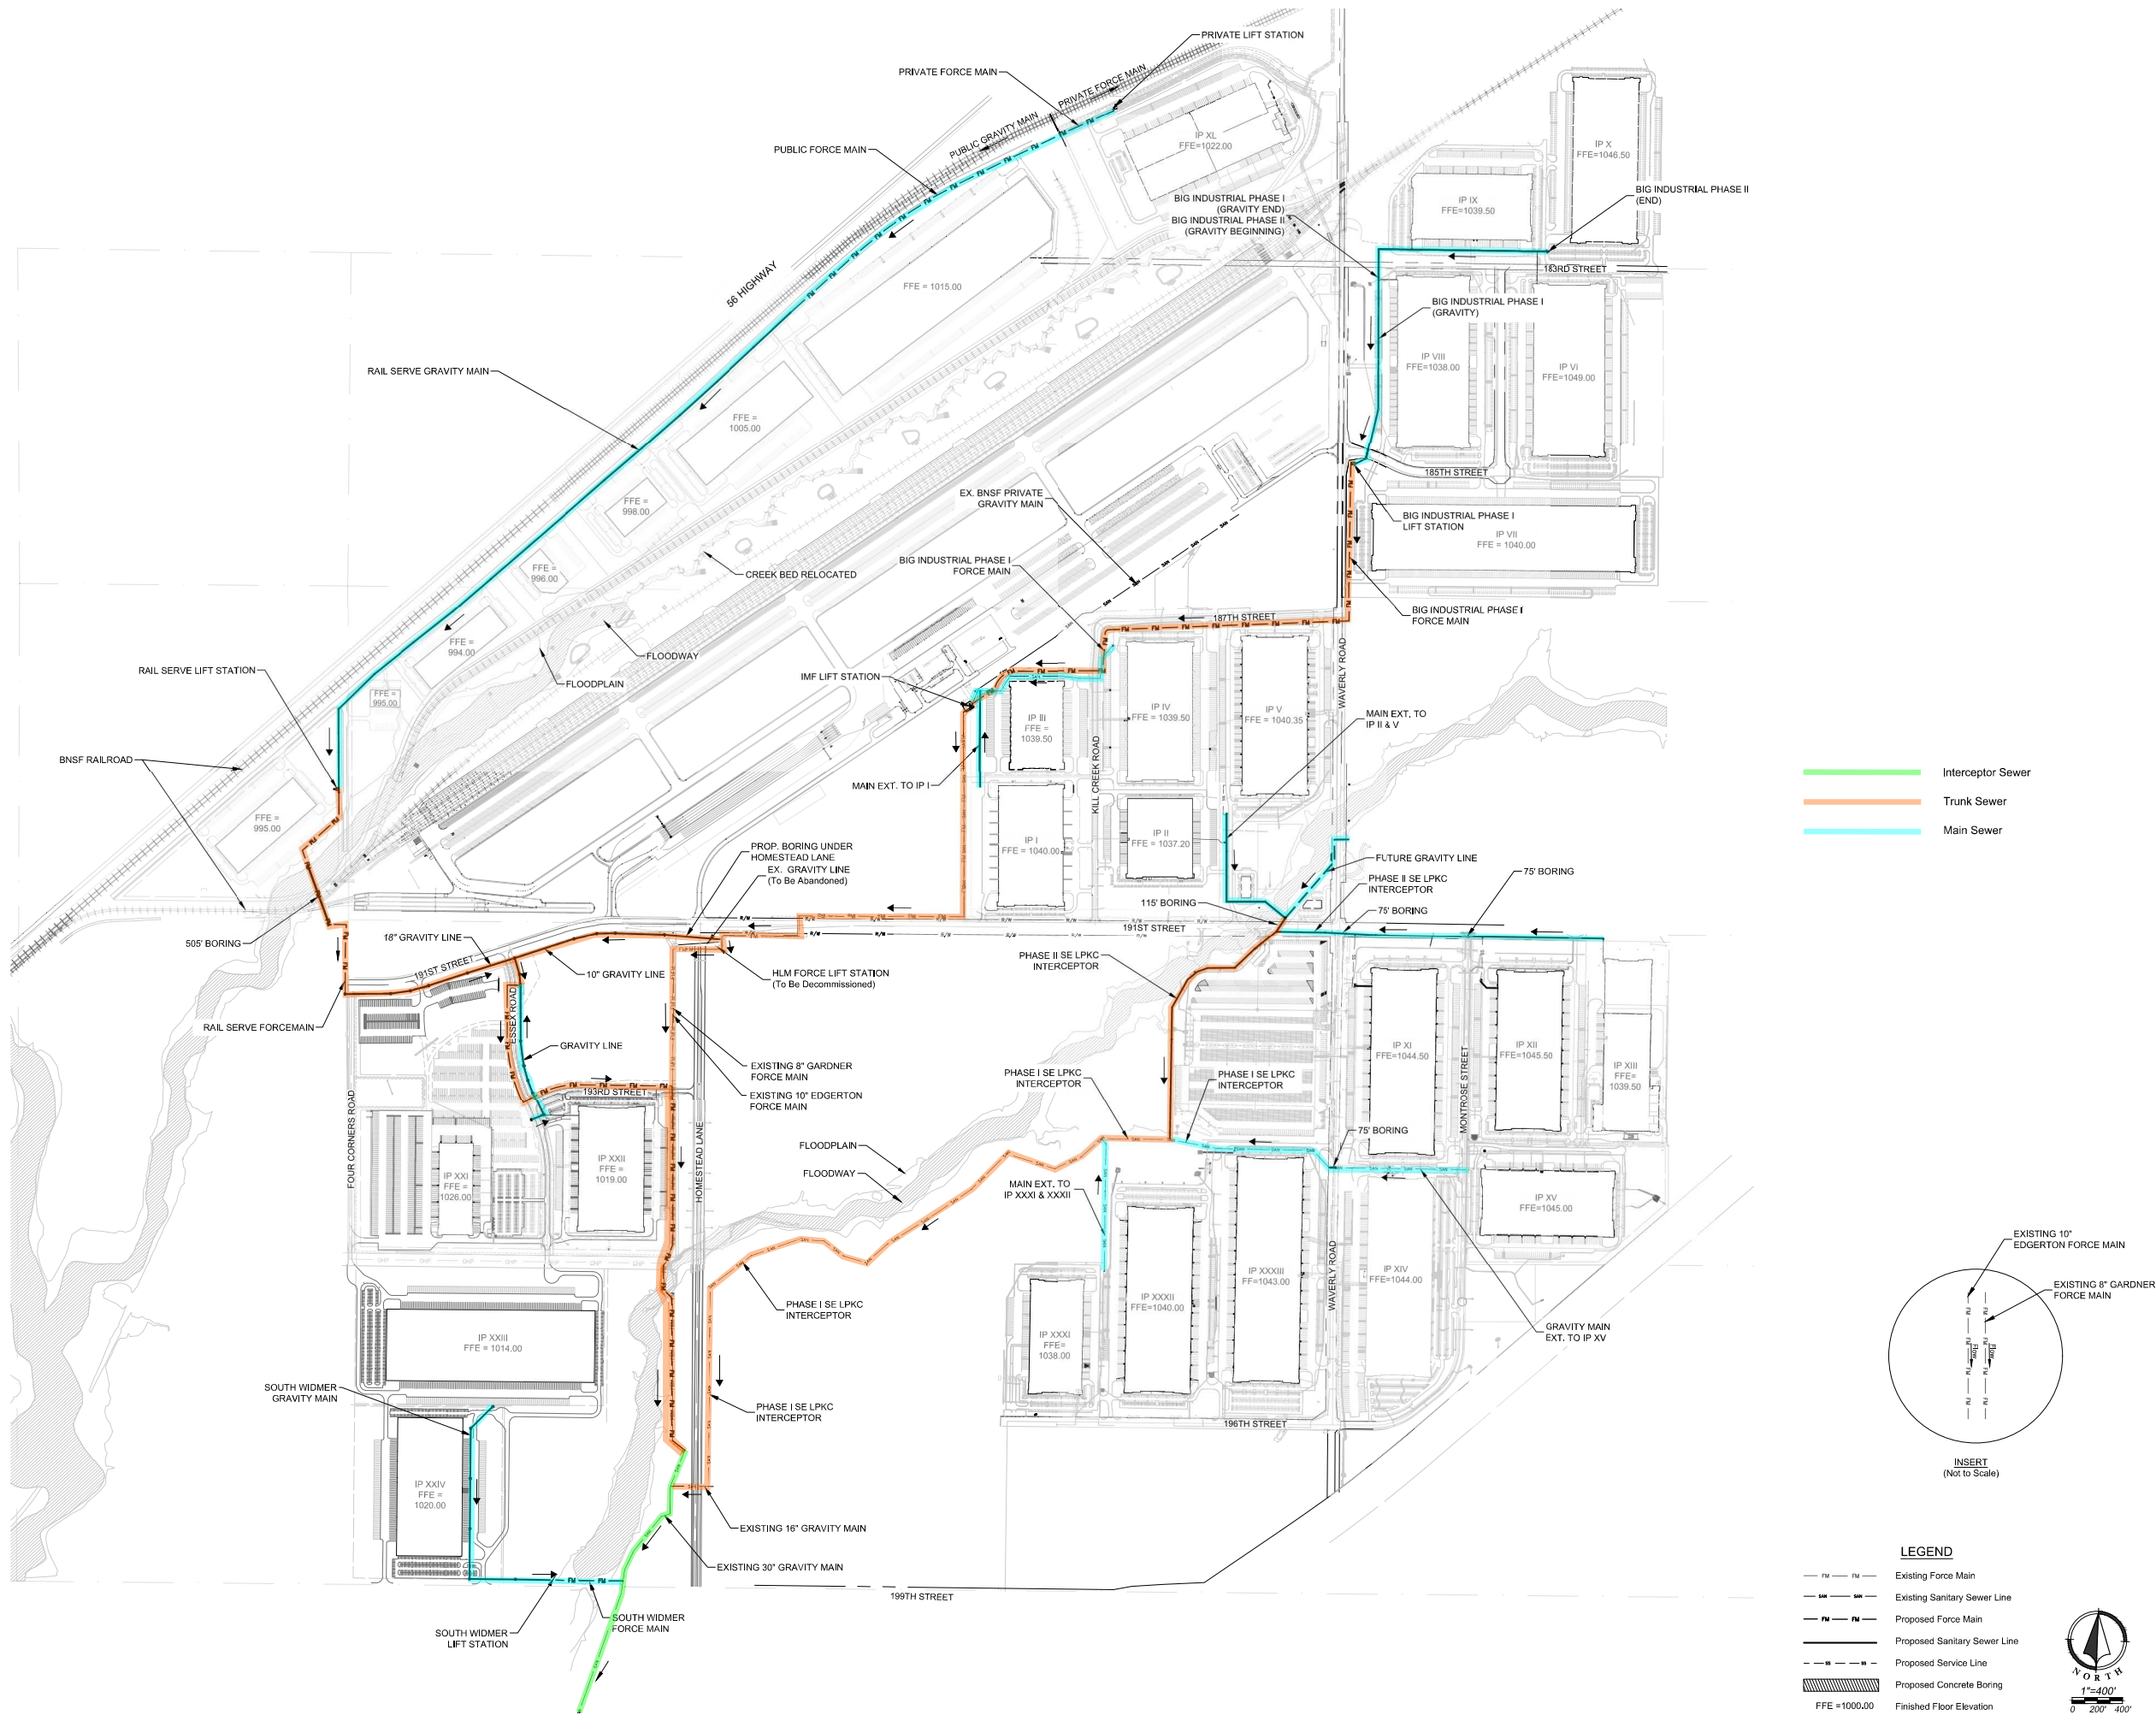 PRIVATE LIFT STATION
PRIVATE FORCE MAIN
PRIVATE FORCE MAIN
PUBLIC GRAVITY MAIN
PUBLIC FORCE MAIN
IP XL
FFE=1022.00
IP X
FFE=1046.50
BIG INDUSTRIAL PHASE I
(GRAVITY END)
BIG INDUSTRIAL PHASE II
(GRAVITY BEGINNING)
IP IX
FFE=1039.50
BIG INDUSTRIAL PHASE II
(END)
183RD STREET
56 HIGHWAY
FFE = 1015.00
BIG INDUSTRIAL PHASE I
(GRAVITY)
IP VIII
FFE=1038.00
IP VI
FFE=1049.00
RAIL SERVE GRAVITY MAIN
FFE =
1005.00
185TH STREET
EX. BNSF PRIVATE
GRAVITY MAIN
FFE =
998.00
BIG INDUSTRIAL PHASE I
LIFT STATION
IP VII
FFE = 1040.00
BIG INDUSTRIAL PHASE I
FORCE MAIN
CREEK BED RELOCATED
FFE =
996.00
BIG INDUSTRIAL PHASE I
FORCE MAIN
187TH STREET
FFE =
994.00
FLOODWAY
FLOODPLAIN
RAIL SERVE LIFT STATION
IMF LIFT STATION
WAVERLY ROAD
FFE =
995.00
IP III
FFE =
1039.50
IP IV
FFE = 1039.50
IP V
FFE = 1040.35
MAIN EXT. TO
IP II & V
BNSF RAILROAD
MAIN EXT. TO IP I
KILL CREEK ROAD
FFE =
995.00
IP I
FFE = 1040.00
IP II
FFE = 1037.20
Interceptor Sewer
Trunk Sewer
Main Sewer
PROP. BORING UNDER
HOMESTEAD LANE
EX. GRAVITY LINE
(To Be Abandoned)
FUTURE GRAVITY LINE
PHASE II SE LPKC
INTERCEPTOR
75' BORING
115' BORING
75' BORING
191ST STREET
505' BORING
18" GRAVITY LINE
191ST STREET
10" GRAVITY LINE
HLM FORCE LIFT STATION
(To Be Decommissioned)
PHASE II SE LPKC
INTERCEPTOR
RAIL SERVE FORCEMAIN
ESSEX ROAD
GRAVITY LINE
EXISTING 8" GARDNER
FORCE MAIN
EXISTING 10" EDGERTON
FORCE MAIN
193RD STREET
IP XI
FFE=1044.50
IP XII
FFE=1045.50
IP XIII
FFE=
1039.50
MONTROSE STREET
PHASE I SE LPKC
INTERCEPTOR
PHASE I SE LPKC
INTERCEPTOR
75' BORING
FOUR CORNERS ROAD
HOMESTEAD LANE
FLOODPLAIN
FLOODWAY
IP XXI
FFE =
1026.00
IP XXII
FFE =
1019.00
MAIN EXT. TO
IP XXXI & XXXII
IP XV
FFE=1045.00
WAVERLY ROAD
IP XXXIII
FF=1043.00
IP XIV
FFE=1044.00
IP XXXII
FFE=1040.00
PHASE I SE LPKC
INTERCEPTOR
IP XXXI
FFE=
1038.00
GRAVITY MAIN
EXT. TO IP XV
IP XXIII
FFE = 1014.00
SOUTH WIDMER
GRAVITY MAIN
PHASE I SE LPKC
INTERCEPTOR
196TH STREET
IP XXIV
FFE =
1020.00
EXISTING 16" GRAVITY MAIN
EXISTING 30" GRAVITY MAIN
199TH STREET
SOUTH WIDMER
FORCE MAIN
SOUTH WIDMER
LIFT STATION
EXISTING 10"
EDGERTON FORCE MAIN
EXISTING 8" GARDNER
FORCE MAIN
Flow
Flow
INSERT
(Not to Scale)
LEGEND
FM FM Existing Force Main
SAN SAN Existing Sanitary Sewer Line
FM FM Proposed Force Main
Proposed Sanitary Sewer Line
SS SS Proposed Service Line
Proposed Concrete Boring
FFE =1000.00 Finished Floor Elevation
NORTH
1"=400'
0 200' 400'